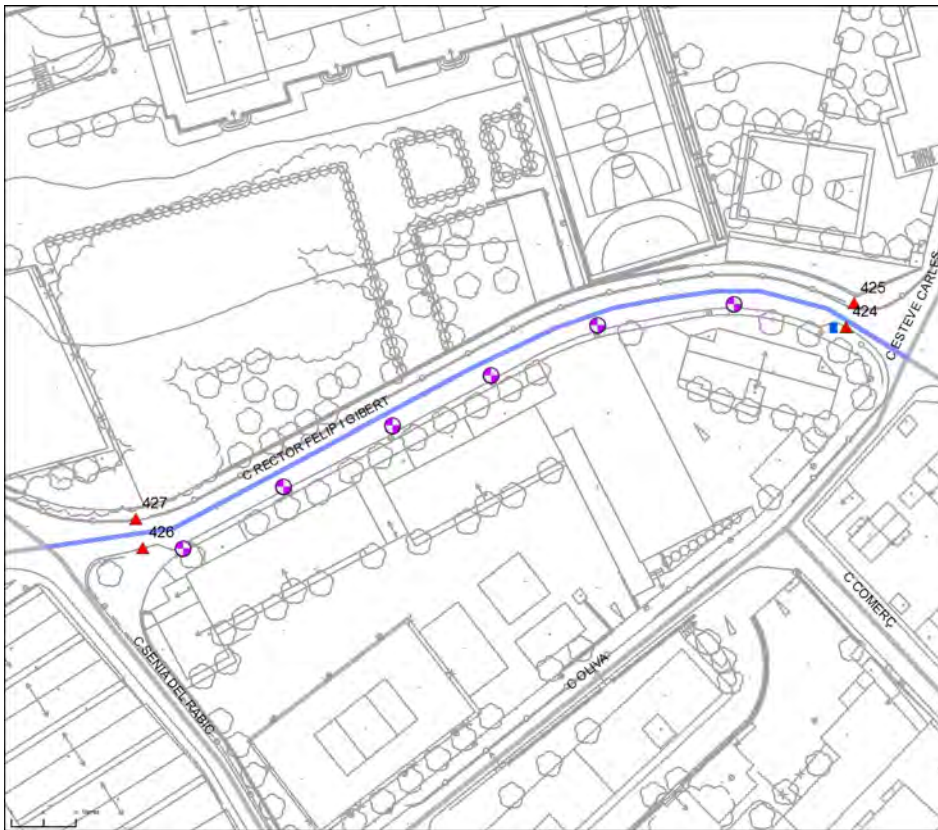 425
424
C ESTEVE CARLES
C RECTOR FELIP I GIBERT
427
426
C COMERÇ
C OLIVA
C SENIA DEL RABIC